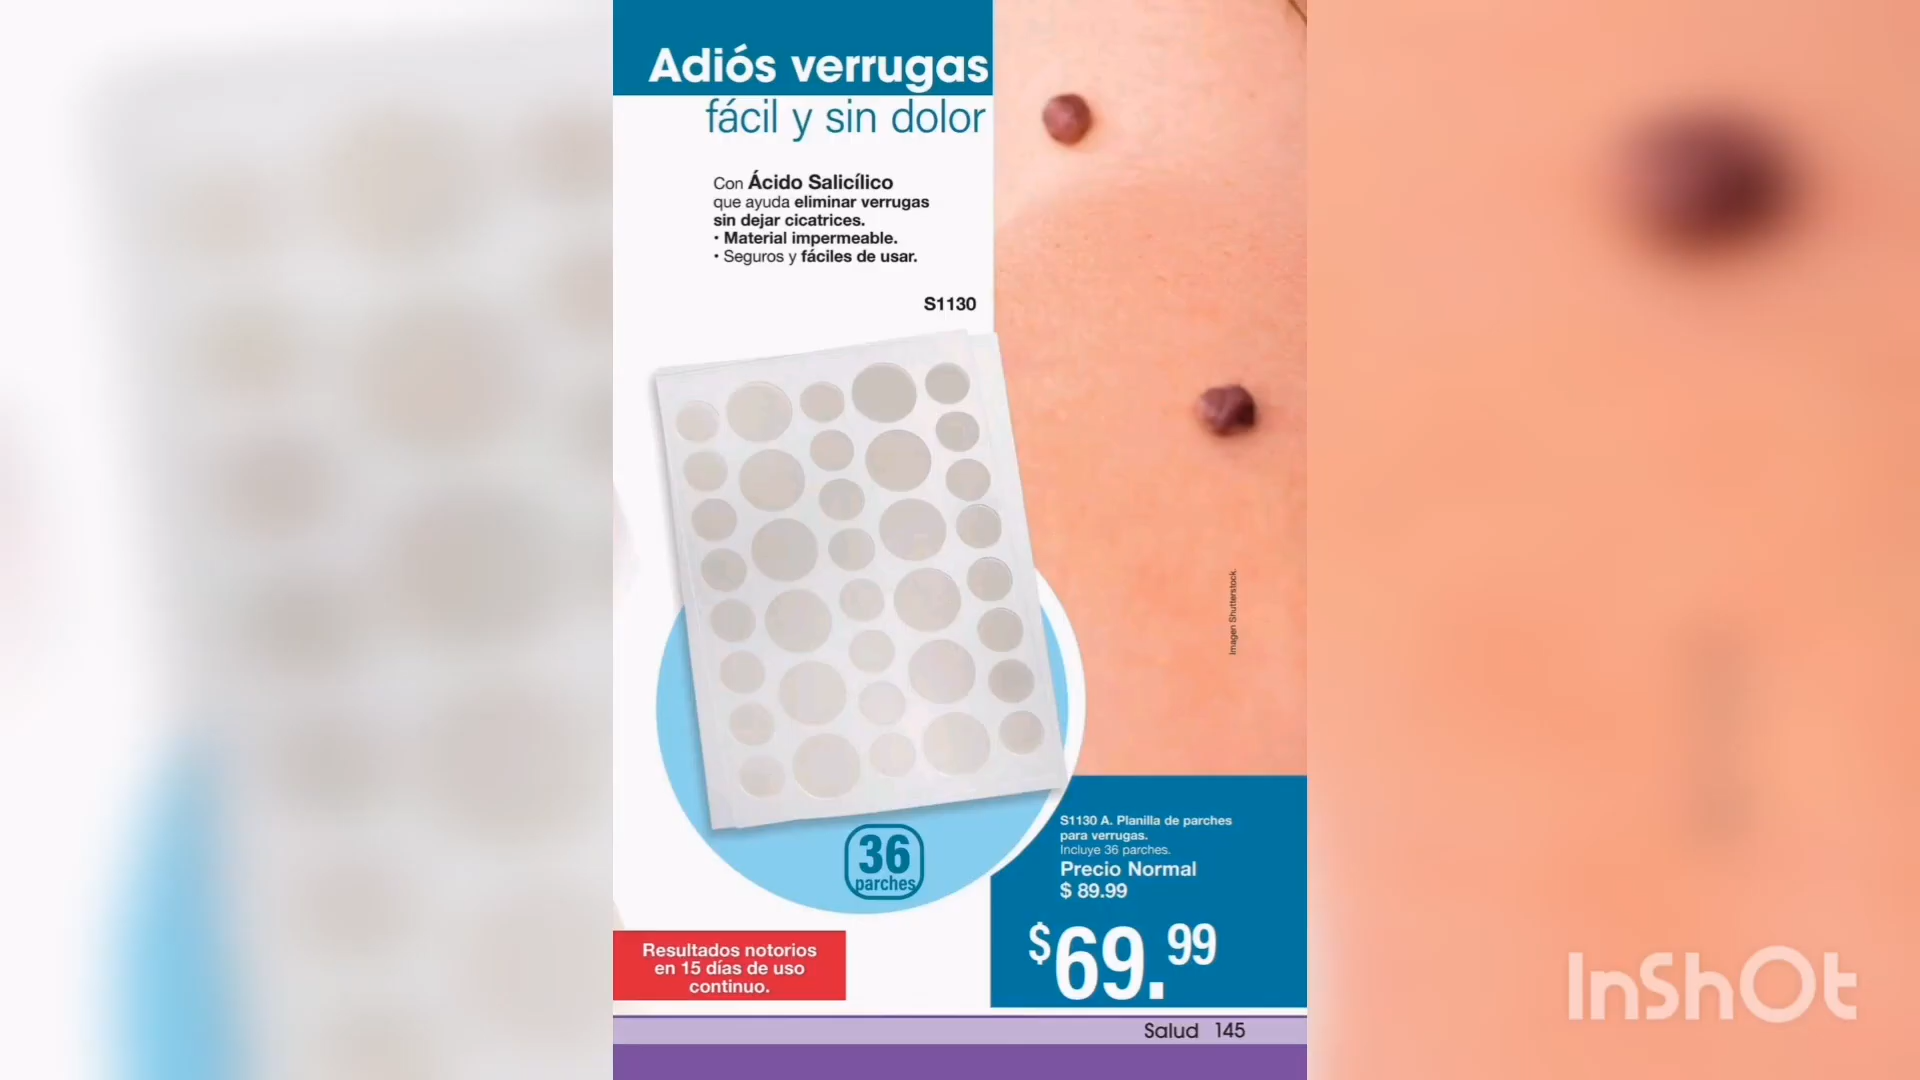 Adiós verrugas
fácil y sin dolor
Con Ácido Salicílico
que ayuda eliminar verrugas
sin dejar cicatrices.
• Material impermeable.
• Seguros y fáciles de usar.
S1130
Imagen Shutterstock.
36
parches
S1130 A. Planilla de parches
para verrugas.
Incluye 36 parches.
Precio Normal
$ 89.99
$69.99
Resultados notorios
en 15 días de uso
continuo.
Salud 145
InShOt